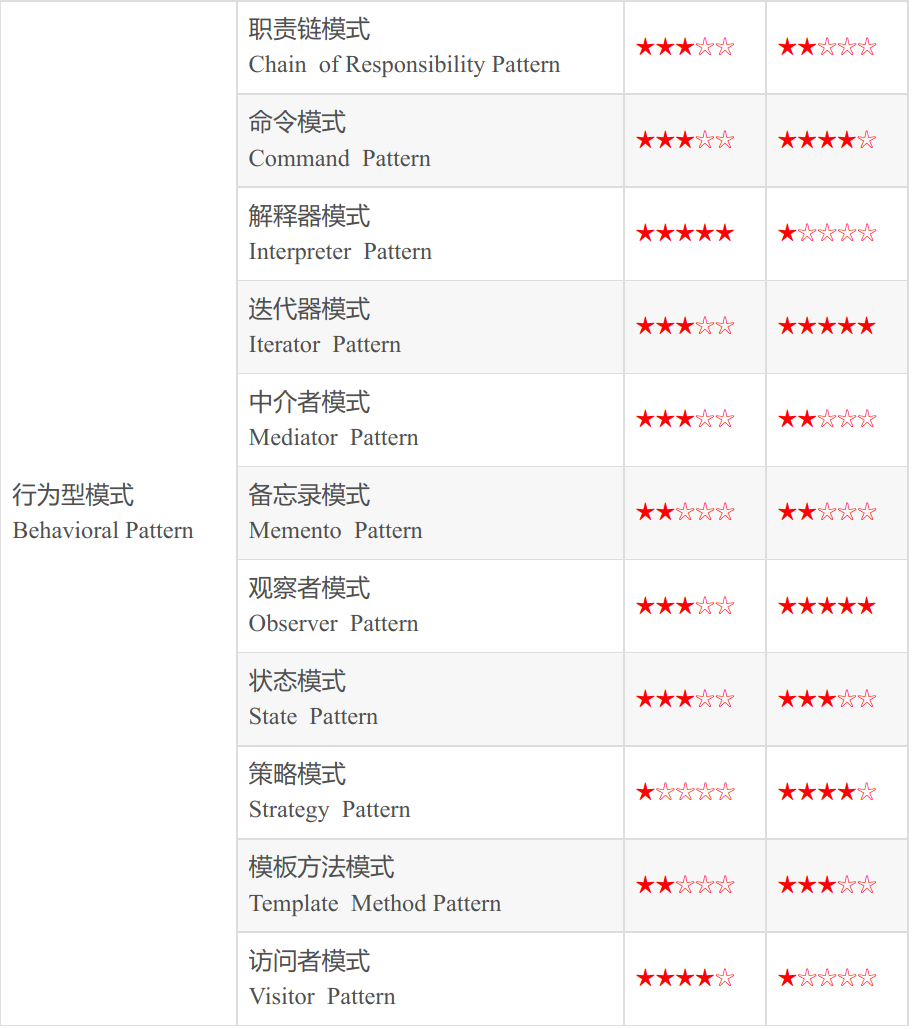 职责链模式
Chain of Responsibility Pattern
★★★☆☆
★★☆☆☆
命令模式
Command Pattern
★★★☆☆
★★★★☆
解释器模式
Interpreter Pattern
★★★★★
★☆☆☆☆
迭代器模式
Iterator Pattern
★★★☆☆
★★★★★
中介者模式
Mediator Pattern
★★★☆☆
★★☆☆☆
行为型模式
Behavioral Pattern
备忘录模式
Memento Pattern
★★☆☆☆
★★☆☆☆
观察者模式
Observer Pattern
★★★☆☆
★★★★★
状态模式
State Pattern
★★★☆☆
★★★☆☆
策略模式
Strategy Pattern
★☆☆☆☆
★★★★☆
模板方法模式
Template Method Pattern
★★☆☆☆
★★★☆☆
访问者模式
Visitor Pattern
★★★★☆
★☆☆☆☆